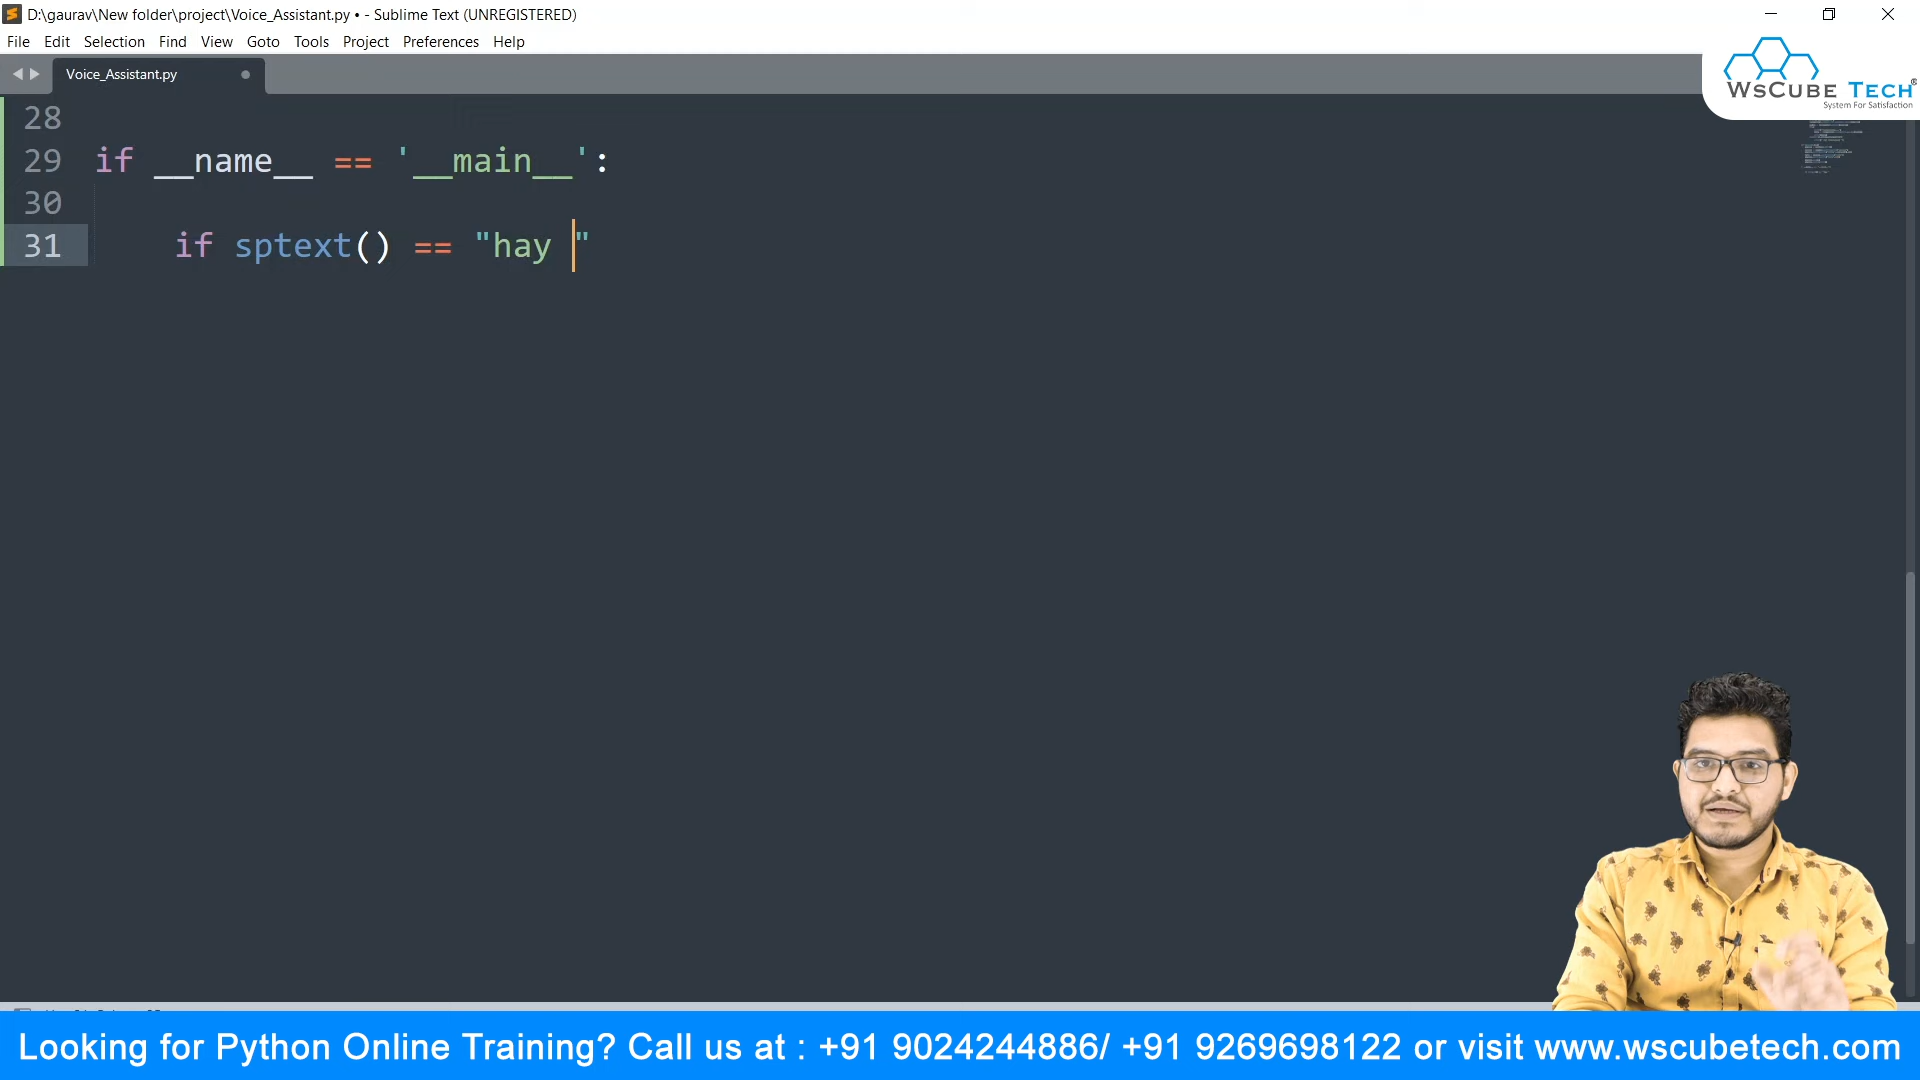 D:\gaurav\New folder\project\Voice_Assistant.py • - Sublime Text (UNREGISTERED)
File Edit Selection Find View Goto Tools Project Preferences Help
Voice_Assistant.py
WsCube Tech®
System For Satisfaction
28
29 if __name__ == '__main__':
30
31 if sptext() == "hay "
Looking for Python Online Training? Call us at : +91 9024244886/ +91 9269698122 or visit www.wscubetech.com